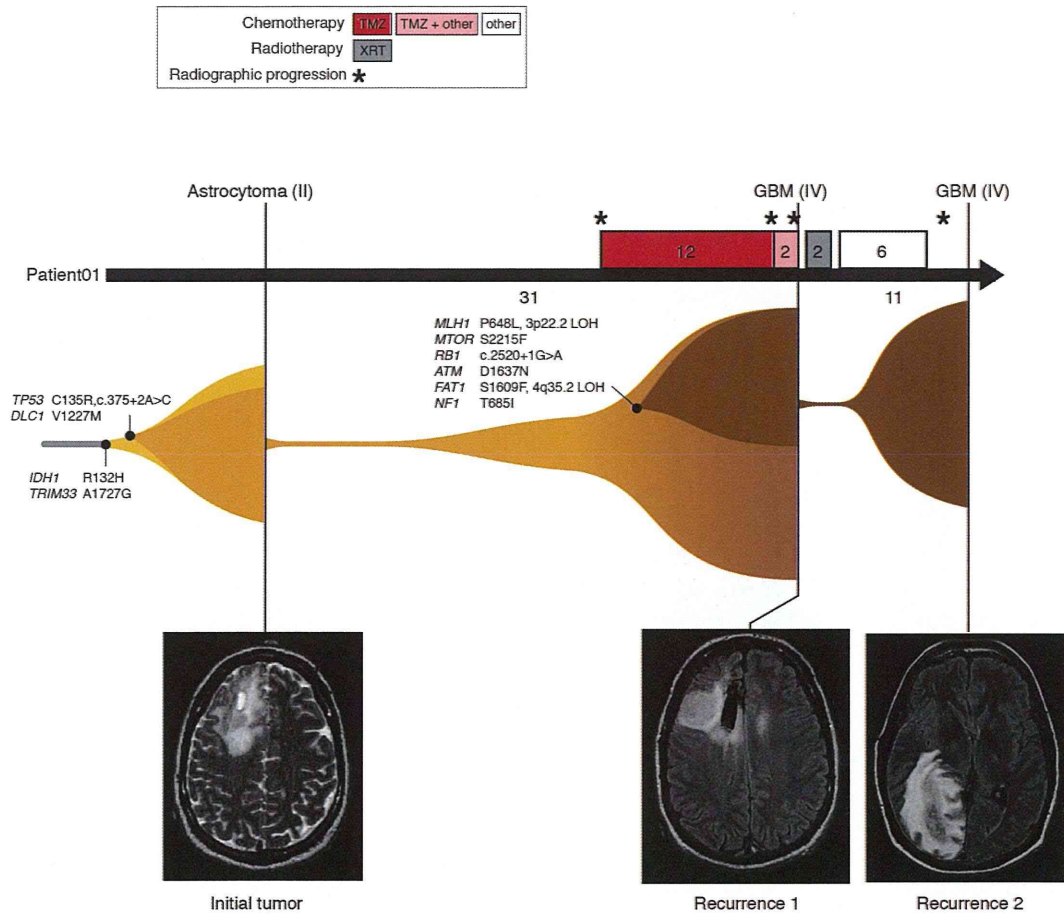 Chemotherapy TMZ TMZ + other other
Radiotherapy XRT
Radiographic progression *
Astrocytoma (II) GBM (IV) GBM (IV)
* * * *
Patient01 12 2 2 6
31 11
MLH1 P648L, 3p22.2 LOH
MTOR S2215F
RB1 c.2520+1G>A
ATM D1637N
FAT1 S1609F, 4q35.2 LOH
NF1 T685I
TP53 C135R,c.375+2A>C
DLC1 V1227M
IDH1 R132H
TRIM33 A1727G
Initial tumor Recurrence 1 Recurrence 2